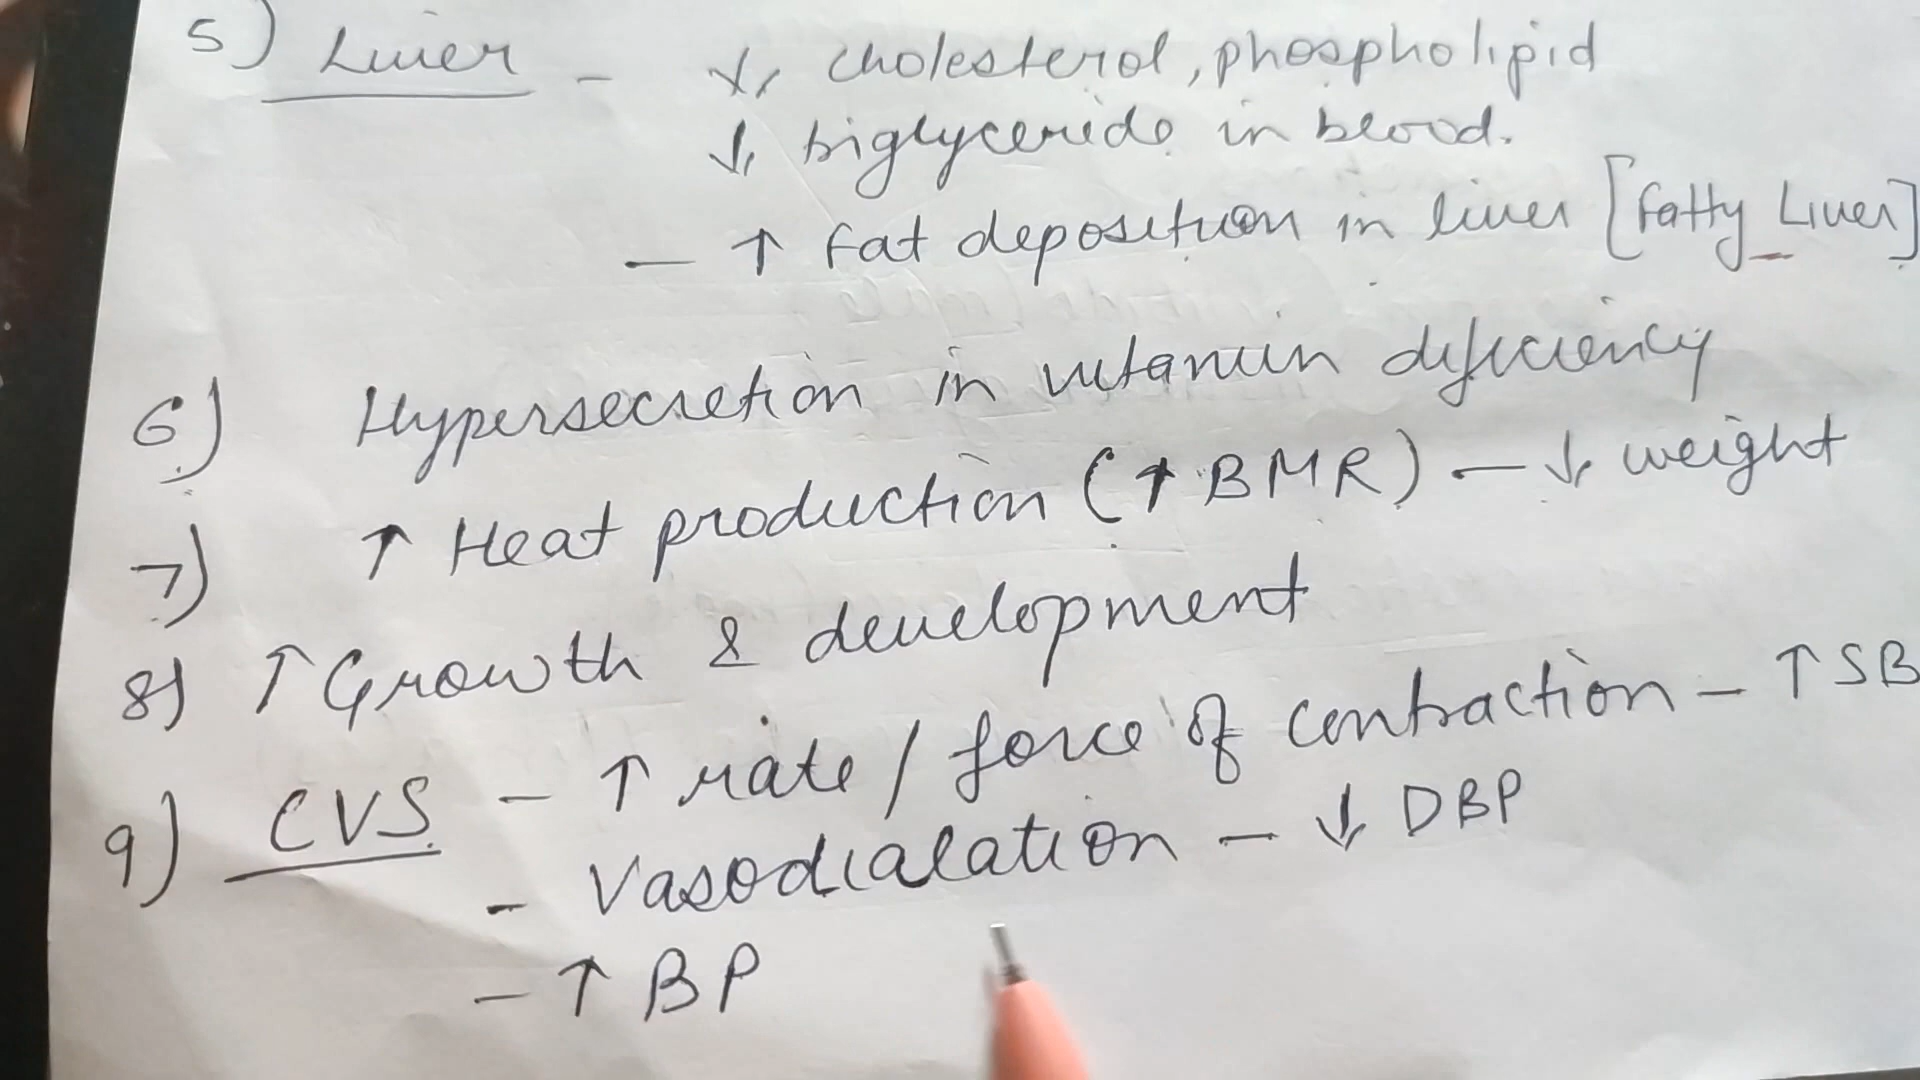 5) Liver - ↓ cholesterol, phospholipid
↓ triglyceride in blood.
- ↑ Fat deposition in liver [Fatty Liver]
6) Hypersecretion in vitamin deficiency
7) ↑ Heat production (↑ BMR) - ↓ weight
8) ↑ Growth & development
9) CVS - ↑ rate / force of contraction - ↑ SB
- Vasodialation - ↓ DBP
- ↑ BP